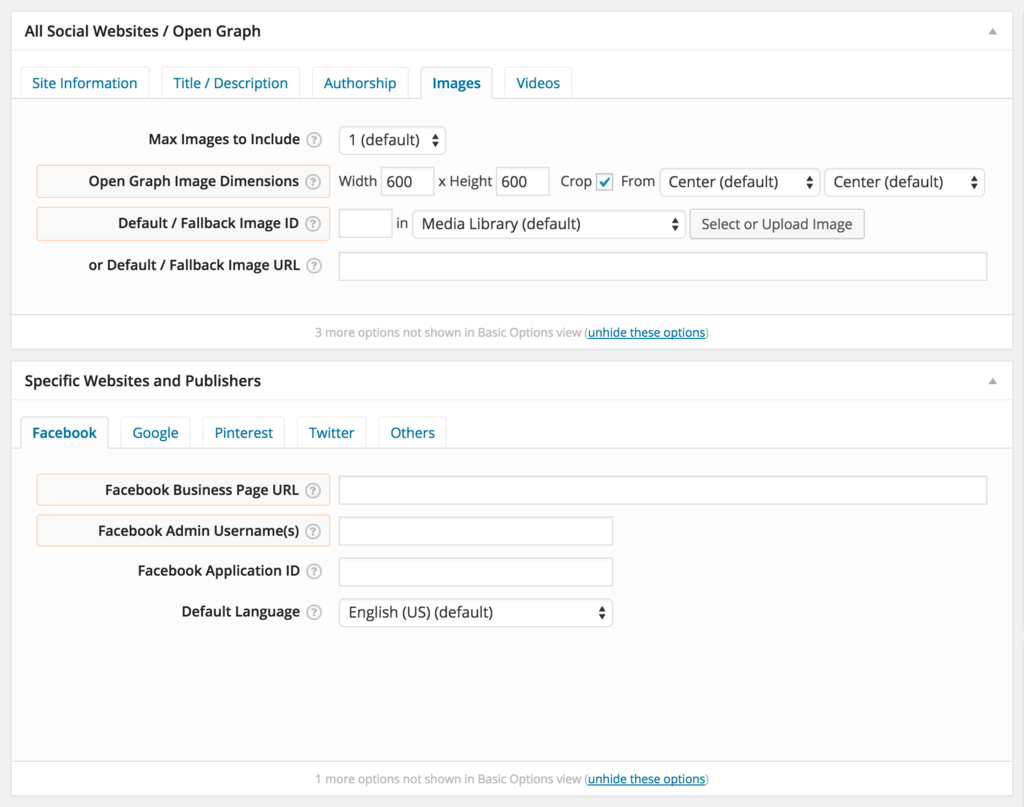 All Social Websites / Open Graph
Site Information Title / Description Authorship Images Videos
Max Images to Include ? 1 (default)
Open Graph Image Dimensions ? Width 600 x Height 600 Crop From Center (default) Center (default)
Default / Fallback Image ID ? in Media Library (default) Select or Upload Image
or Default / Fallback Image URL ?
3 more options not shown in Basic Options view (unhide these options)
Specific Websites and Publishers
Facebook Google Pinterest Twitter Others
Facebook Business Page URL ?
Facebook Admin Username(s) ?
Facebook Application ID ?
Default Language ? English (US) (default)
1 more options not shown in Basic Options view (unhide these options)